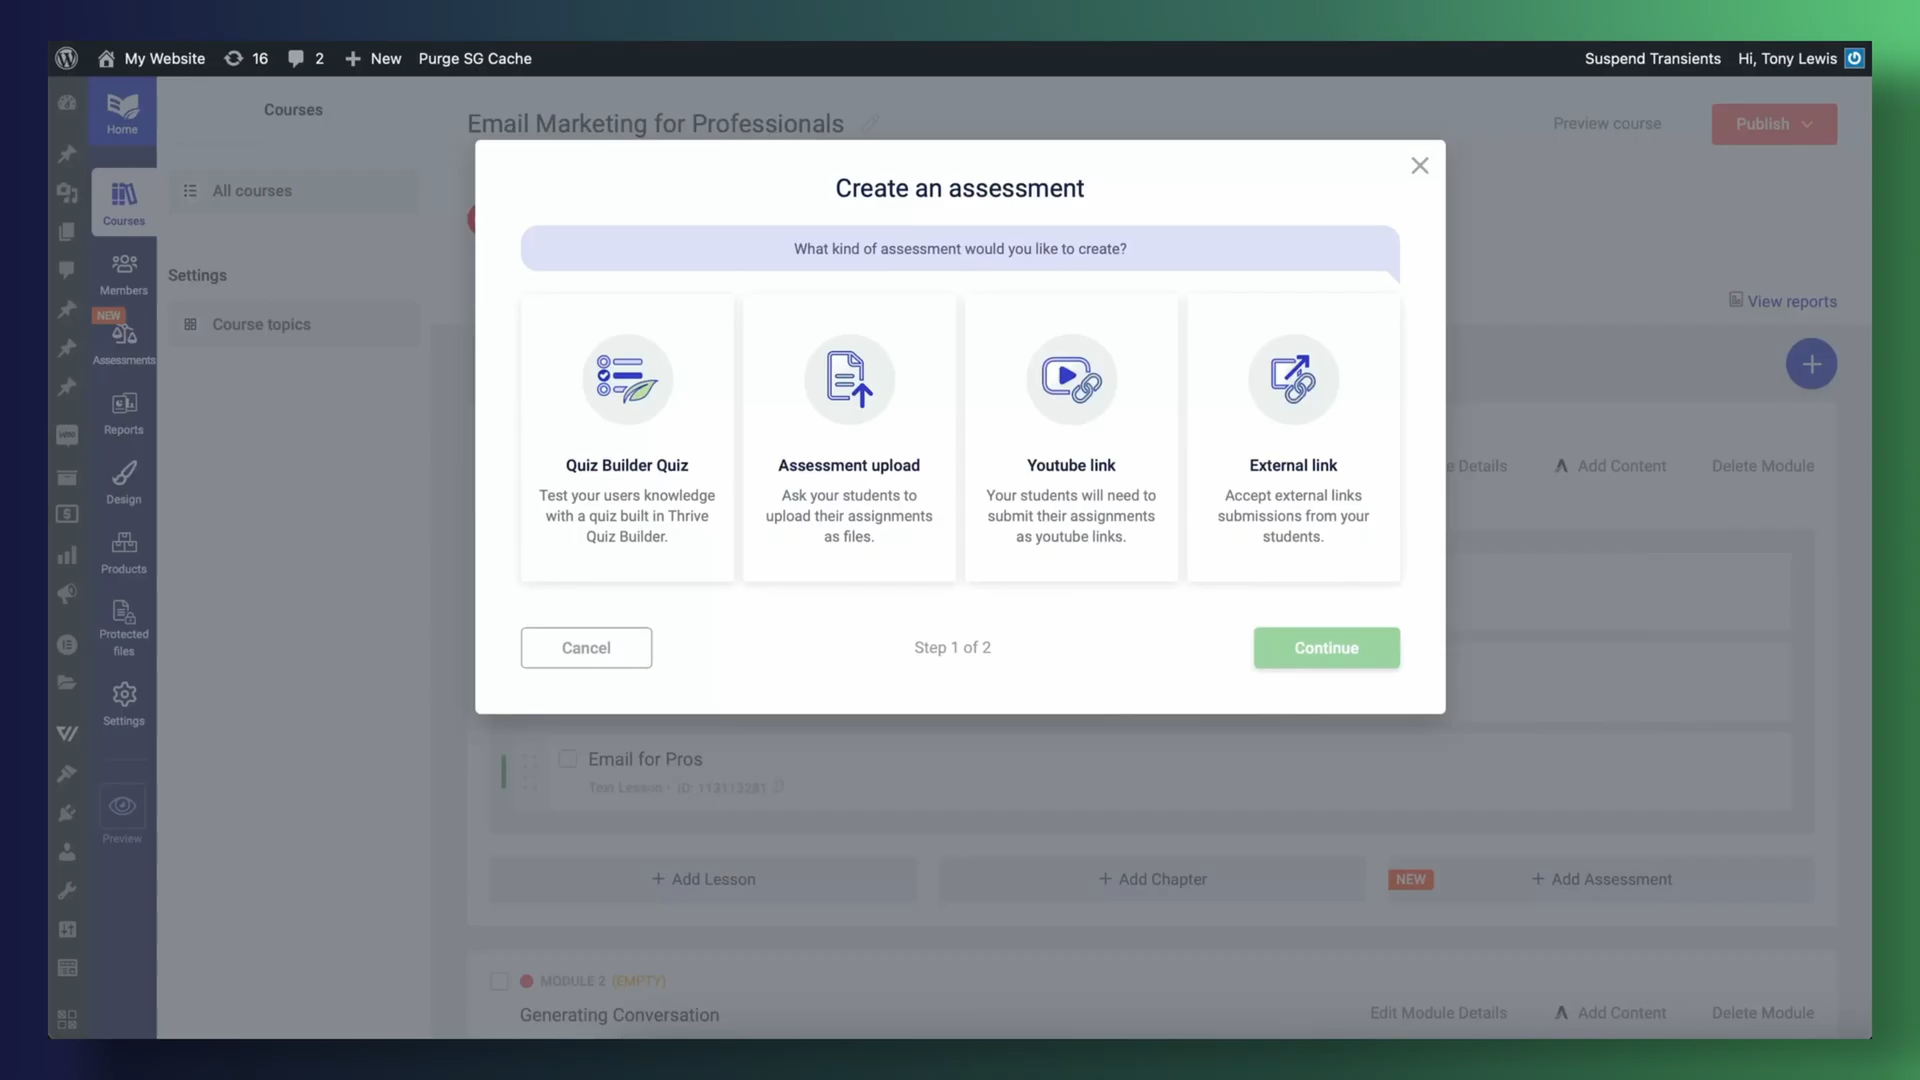 My Website
16
2
New
Purge SG Cache
Suspend Transients
Hi, Tony Lewis
Home
Courses
Members
NEW
Assessments
Reports
Design
Products
Protected
files
Settings
Preview
Courses
All courses
Settings
Course topics
Email Marketing for Professionals
Preview course
Publish
View reports
Create an assessment
What kind of assessment would you like to create?
Quiz Builder Quiz
Test your users knowledge
with a quiz built in Thrive
Quiz Builder.
Assessment upload
Ask your students to
upload their assignments
as files.
Youtube link
Your students will need to
submit their assignments
as youtube links.
External link
Accept external links
submissions from your
students.
Cancel
Step 1 of 2
Continue
Details
Add Content
Delete Module
Email for Pros
Text Lesson · ID: 113113281
+ Add Lesson
+ Add Chapter
NEW
+ Add Assessment
MODULE 2 (EMPTY)
Generating Conversation
Edit Module Details
Add Content
Delete Module